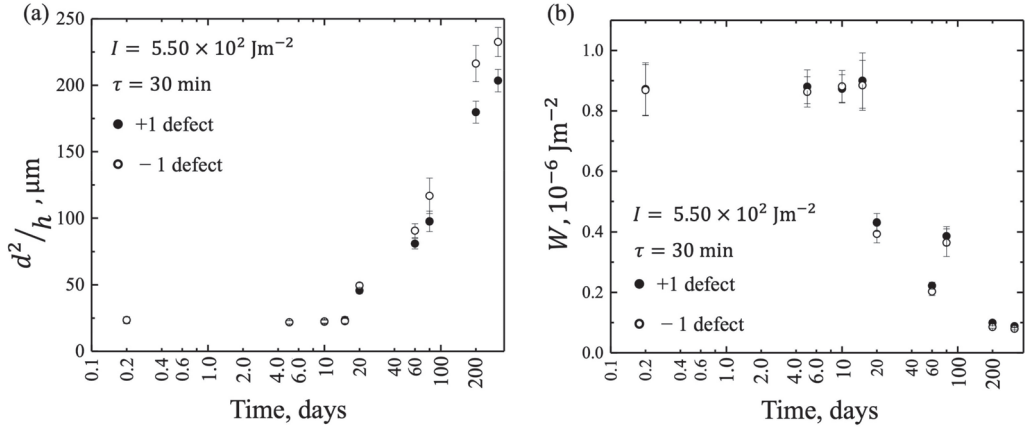 (a)
250
200
150
100
50
0
d²/h , μm
I = 5.50 × 10² Jm⁻²
τ = 30 min
+1 defect
− 1 defect
0.1
0.2
0.4
0.6
1.0
2.0
4.0
6.0
10
20
40
60
100
200
Time, days
(b)
1.0
0.8
0.6
0.4
0.2
0.0
W, 10⁻⁶ Jm⁻²
I = 5.50 × 10² Jm⁻²
τ = 30 min
+1 defect
− 1 defect
0.1
0.2
0.4
0.6
1.0
2.0
4.0
6.0
10
20
40
60
100
200
Time, days